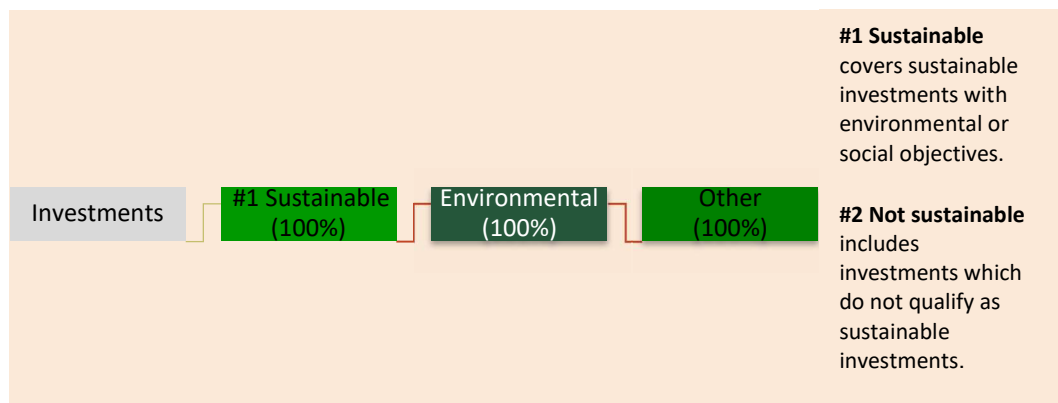 Investments
#1 Sustainable
(100%)
Environmental
(100%)
Other
(100%)
#1 Sustainable
covers sustainable
investments with
environmental or
social objectives.
#2 Not sustainable
includes
investments which
do not qualify as
sustainable
investments.